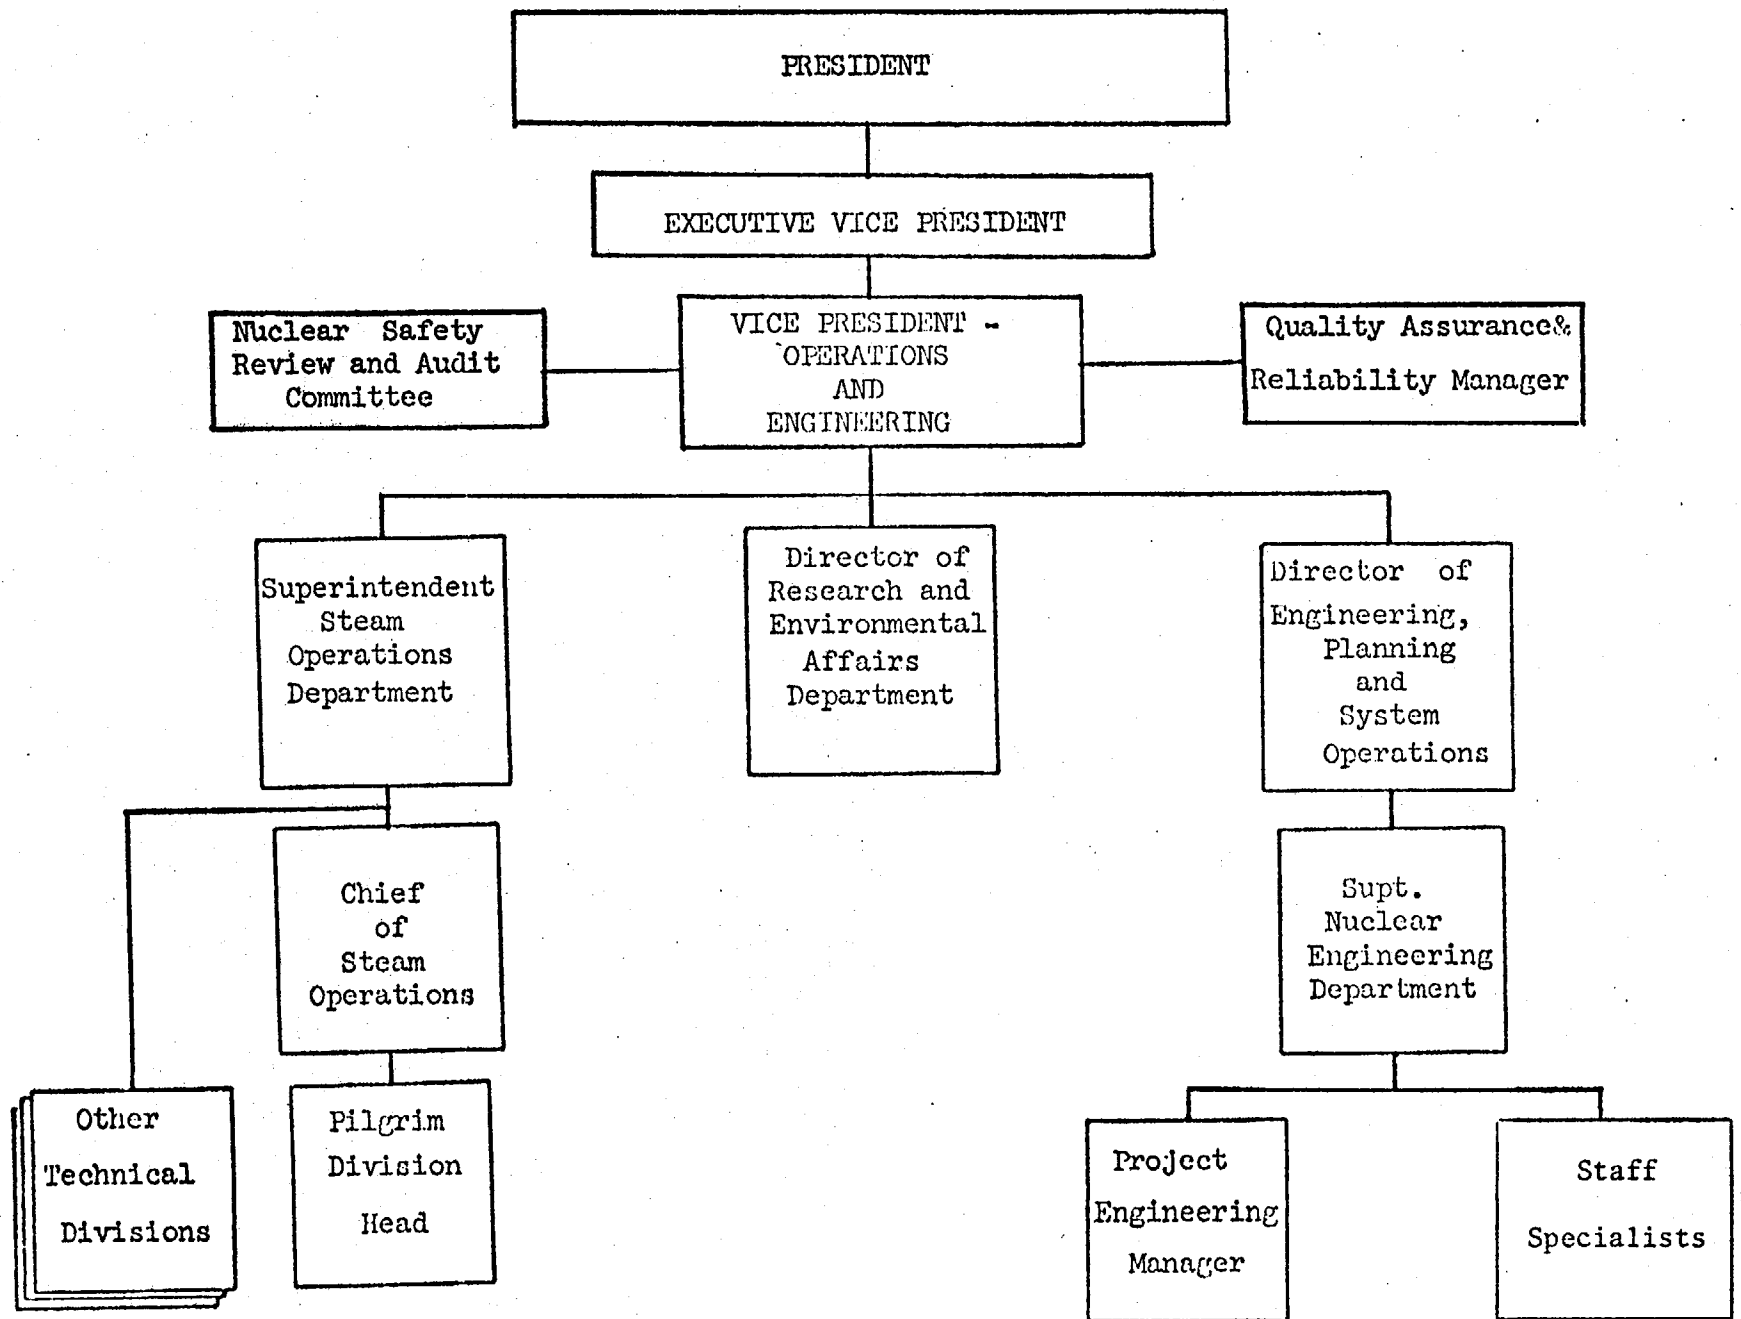 PRESIDENT
EXECUTIVE VICE PRESIDENT
Nuclear Safety
Review and Audit
Committee
VICE PRESIDENT -
OPERATIONS
AND
ENGINEERING
Quality Assurance&
Reliability Manager
Superintendent
Steam
Operations
Department
Director of
Research and
Environmental
Affairs
Department
Director of
Engineering,
Planning
and
System
Operations
Chief
of
Steam
Operations
Supt.
Nuclear
Engineering
Department
Other
Technical
Divisions
Pilgrim
Division
Head
Project
Engineering
Manager
Staff
Specialists